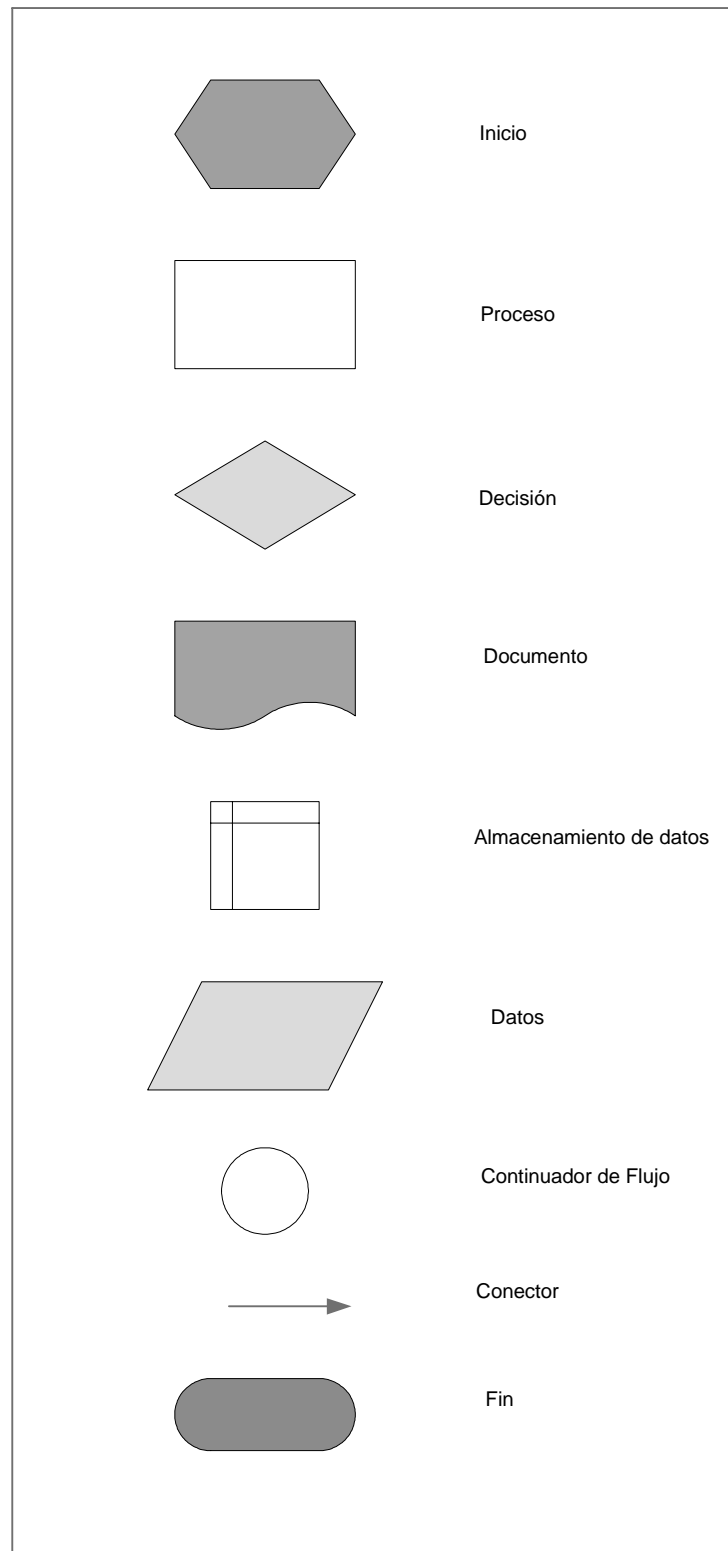 Inicio
Proceso
Decisión
Documento
Almacenamiento de datos
Datos
Continuador de Flujo
Conector
Fin